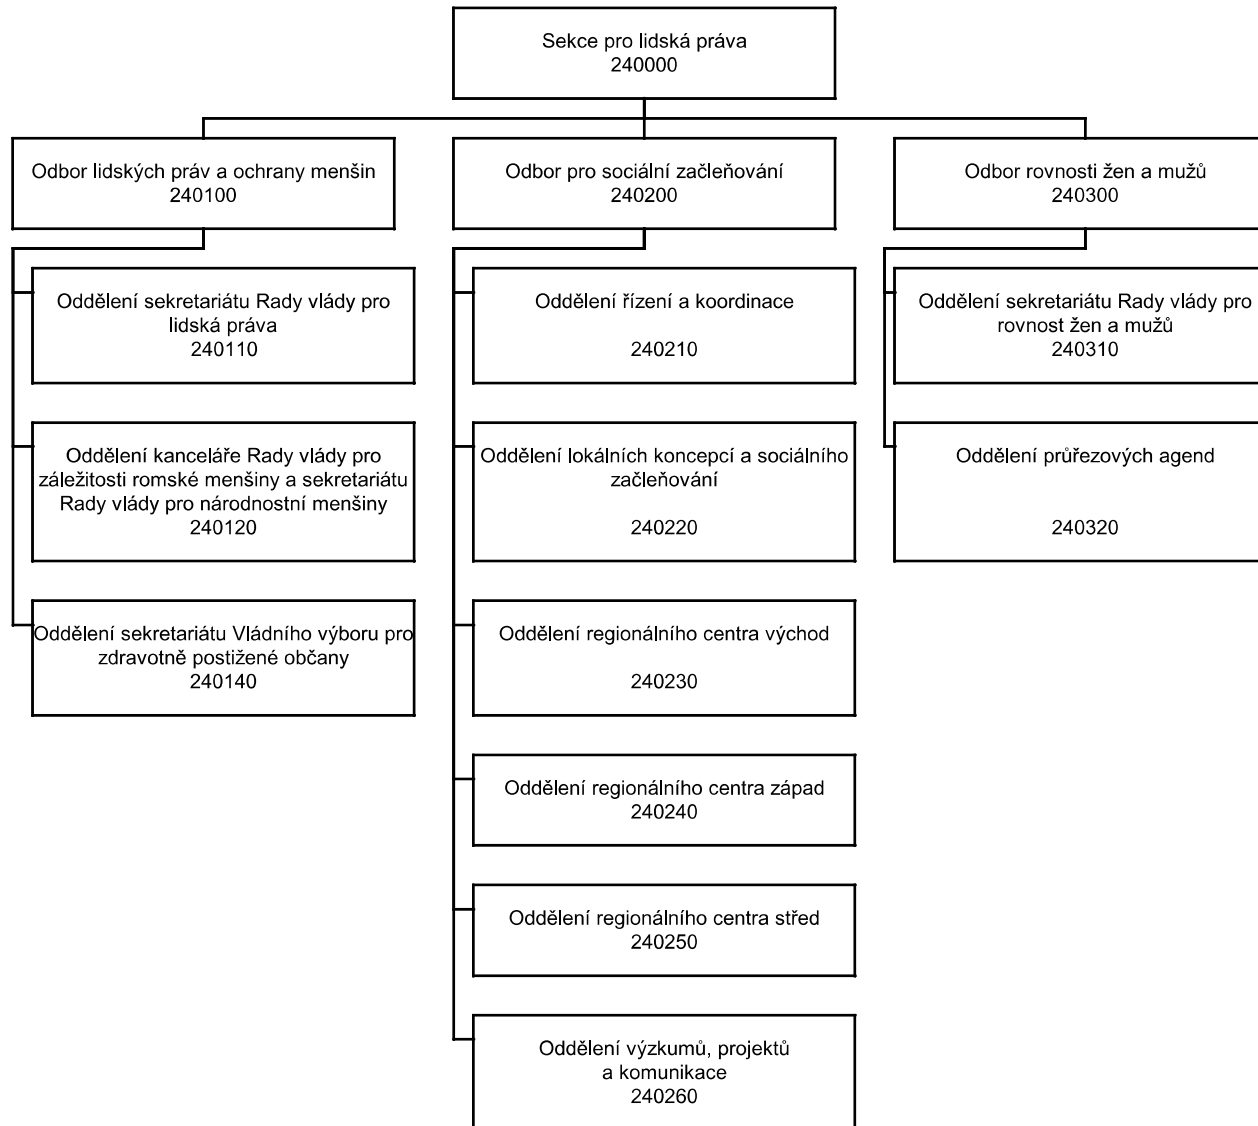 Sekce pro lidská práva
240000
Odbor lidských práv a ochrany menšin
240100
Oddělení sekretariátu Rady vlády pro
lidská práva
240110
Oddělení kanceláře Rady vlády pro
záležitosti romské menšiny a sekretariátu
Rady vlády pro národnostní menšiny
240120
Oddělení sekretariátu Vládního výboru pro
zdravotně postižené občany
240140
Odbor pro sociální začleňování
240200
Oddělení řízení a koordinace
240210
Oddělení lokálních koncepcí a sociálního
začleňování
240220
Oddělení regionálního centra východ
240230
Oddělení regionálního centra západ
240240
Oddělení regionálního centra střed
240250
Oddělení výzkumů, projektů
a komunikace
240260
Odbor rovnosti žen a mužů
240300
Oddělení sekretariátu Rady vlády pro
rovnost žen a mužů
240310
Oddělení průřezových agend
240320